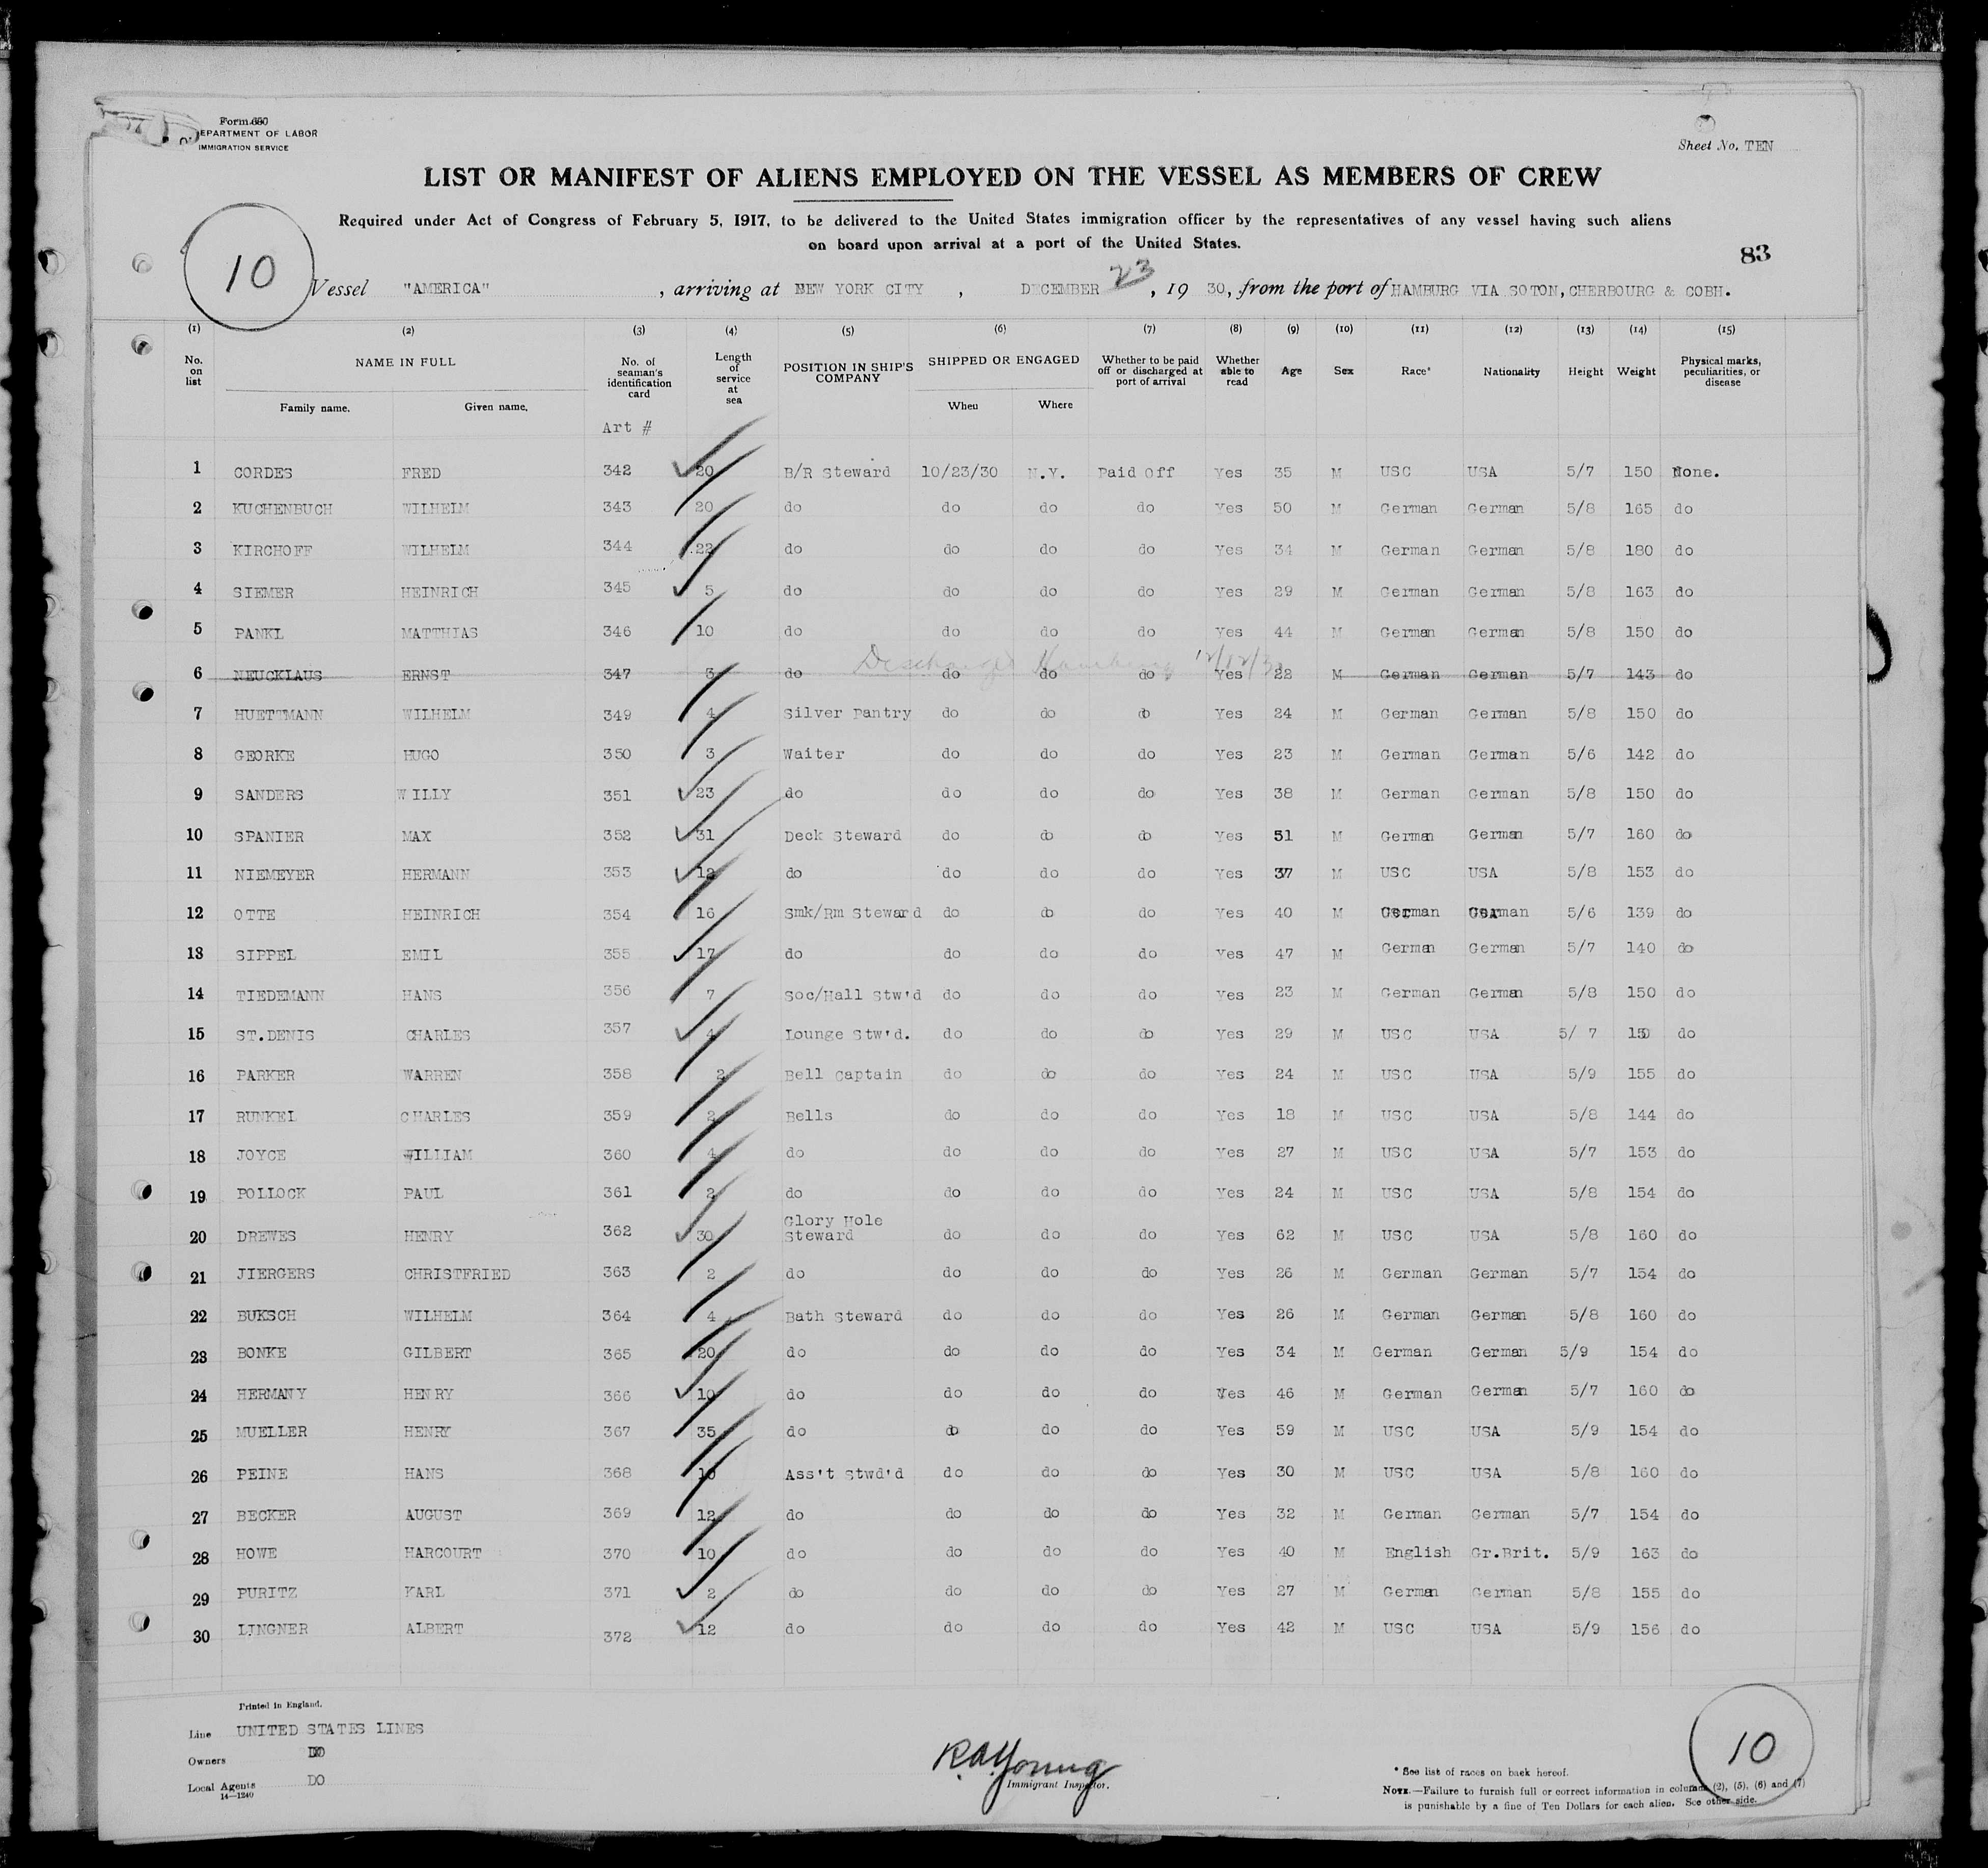 Form 680
DEPARTMENT OF LABOR
IMMIGRATION SERVICE
Sheet No. TEN
LIST OR MANIFEST OF ALIENS EMPLOYED ON THE VESSEL AS MEMBERS OF CREW
Required under Act of Congress of February 5, 1917, to be delivered to the United States immigration officer by the representatives of any vessel having such aliens
on board upon arrival at a port of the United States.
83
10
Vessel "AMERICA", arriving at NEW YORK CITY, DECEMBER 23, 1930, from the port of HAMBURG VIA SOTON, CHERBOURG & COBH.
(1) (2) (3) (4) (5) (6) (7) (8) (9) (10) (11) (12) (13) (14) (15)
No. on list NAME IN FULL Family name. Given name. No. of seaman's identification card Length of service at sea POSITION IN SHIP'S COMPANY SHIPPED OR ENGAGED When Where Whether to be paid off or discharged at port of arrival Whether able to read Age Sex Race* Nationality Height Weight Physical marks, peculiarities, or disease
Art #
1 CORDES FRED 342 20 B/R Steward 10/23/30 N.Y. Paid Off Yes 35 M USC USA 5/7 150 None.
2 KUCHENBUCH WILHELM 343 20 do do do do Yes 50 M German German 5/8 165 do
3 KIRCHOFF WILHELM 344 22 do do do do Yes 34 M German German 5/8 180 do
4 SIEMER HEINRICH 345 5 do do do do Yes 29 M German German 5/8 163 do
5 PANKL MATTHIAS 346 10 do do do do Yes 44 M German German 5/8 150 do
Discharged Hamburg 12/12/30
6 NEUCKLAUS ERNST 347 3 do do do do Yes 22 M German German 5/7 143 do
7 HUETTMANN WILHELM 349 4 Silver Pantry do do do Yes 24 M German German 5/8 150 do
8 GEORKE HUGO 350 3 Waiter do do do Yes 23 M German German 5/6 142 do
9 SANDERS WILLY 351 23 do do do do Yes 38 M German German 5/8 150 do
10 SPANIER MAX 352 31 Deck Steward do do do Yes 51 M German German 5/7 160 do
11 NIEMEYER HERMANN 353 12 do do do do Yes 37 M USC USA 5/8 153 do
12 OTTE HEINRICH 354 16 Smk/Rm Steward do do do Yes 40 M German German 5/6 139 do
13 SIPPEL EMIL 355 17 do do do do Yes 47 M German German 5/7 140 do
14 TIEDEMANN HANS 356 7 Soc/Hall Stw'd do do do Yes 23 M German German 5/8 150 do
15 ST.DENIS CHARLES 357 4 Lounge Stw'd. do do do Yes 29 M USC USA 5/ 7 150 do
16 PARKER WARREN 358 2 Bell Captain do do do Yes 24 M USC USA 5/9 155 do
17 RUNKEL CHARLES 359 2 Bells do do do Yes 18 M USC USA 5/8 144 do
18 JOYCE WILLIAM 360 4 do do do do Yes 27 M USC USA 5/7 153 do
19 POLLOCK PAUL 361 2 do do do do Yes 24 M USC USA 5/8 154 do
20 DREWES HENRY 362 30 Glory Hole Steward do do do Yes 62 M USC USA 5/8 160 do
21 JIERGERS CHRISTFRIED 363 2 do do do do Yes 26 M German German 5/7 154 do
22 BUKSCH WILHELM 364 4 Bath Steward do do do Yes 26 M German German 5/8 160 do
23 BONKE GILBERT 365 20 do do do do Yes 34 M German German 5/9 154 do
24 HERMANY HENRY 366 10 do do do do Yes 46 M German German 5/7 160 do
25 MUELLER HENRY 367 35 do do do do Yes 59 M USC USA 5/9 154 do
26 PEINE HANS 368 10 Ass't Stwd'd do do do Yes 30 M USC USA 5/8 160 do
27 BECKER AUGUST 369 12 do do do do Yes 32 M German German 5/7 154 do
28 HOWE HARCOURT 370 10 do do do do Yes 40 M English Gr.Brit. 5/9 163 do
29 PURITZ KARL 371 2 do do do do Yes 27 M German German 5/8 155 do
30 LINGNER ALBERT 372 12 do do do do Yes 42 M USC USA 5/9 156 do
Printed in England.
Line UNITED STATES LINES
Owners DO
Local Agents DO
14—1240
R.A. Young
Immigrant Inspector.
* See list of races on back hereof.
NOTE.—Failure to furnish full or correct information in columns (2), (5), (6) and (7)
is punishable by a fine of Ten Dollars for each alien. See other side.
10